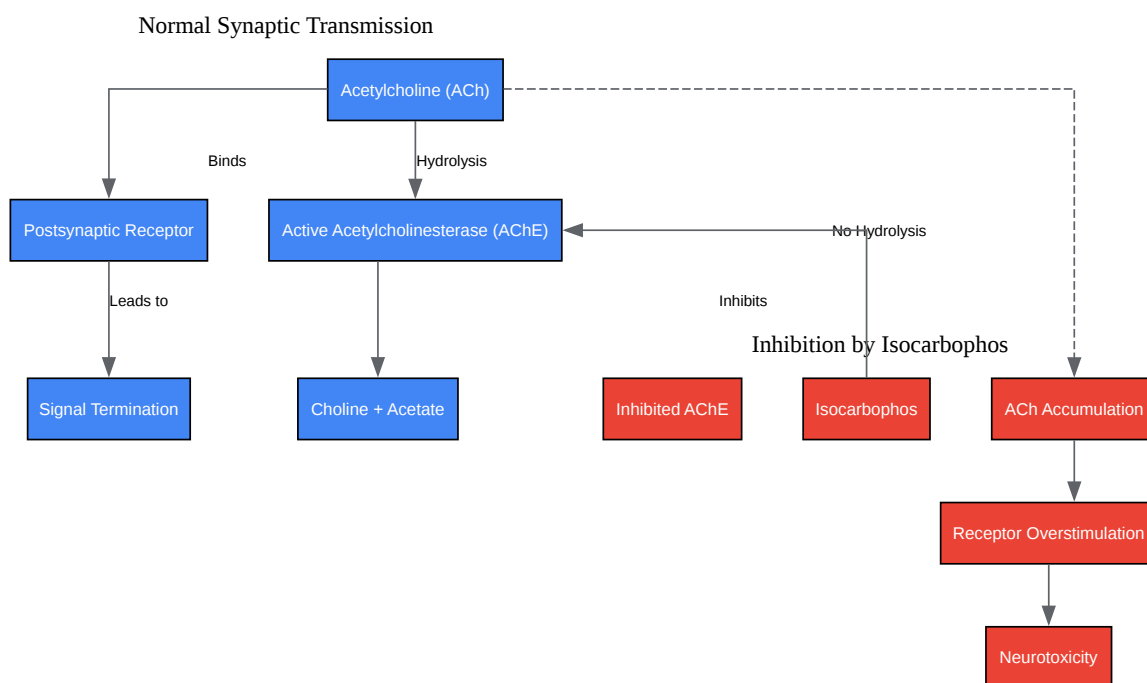 Normal Synaptic Transmission
Acetylcholine (ACh)
Binds
Hydrolysis
Postsynaptic Receptor
Active Acetylcholinesterase (AChE)
No Hydrolysis
Leads to
Inhibits
Inhibition by Isocarbophos
Signal Termination
Choline + Acetate
Inhibited AChE
Isocarbophos
ACh Accumulation
Receptor Overstimulation
Neurotoxicity